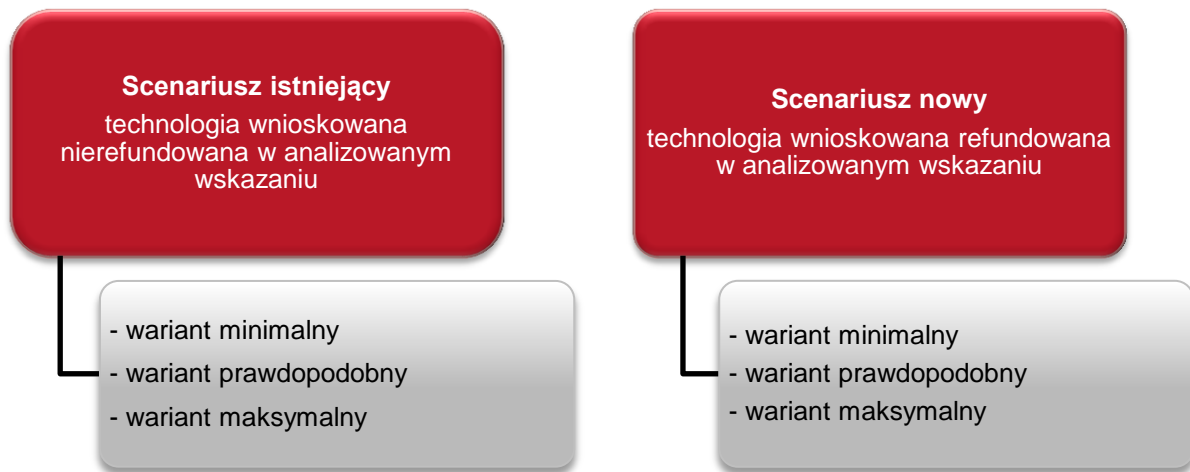 Scenariusz istniejący
technologia wnioskowana
nierefundowana w analizowanym
wskazaniu
- wariant minimalny
- wariant prawdopodobny
- wariant maksymalny
Scenariusz nowy
technologia wnioskowana refundowana
w analizowanym wskazaniu
- wariant minimalny
- wariant prawdopodobny
- wariant maksymalny